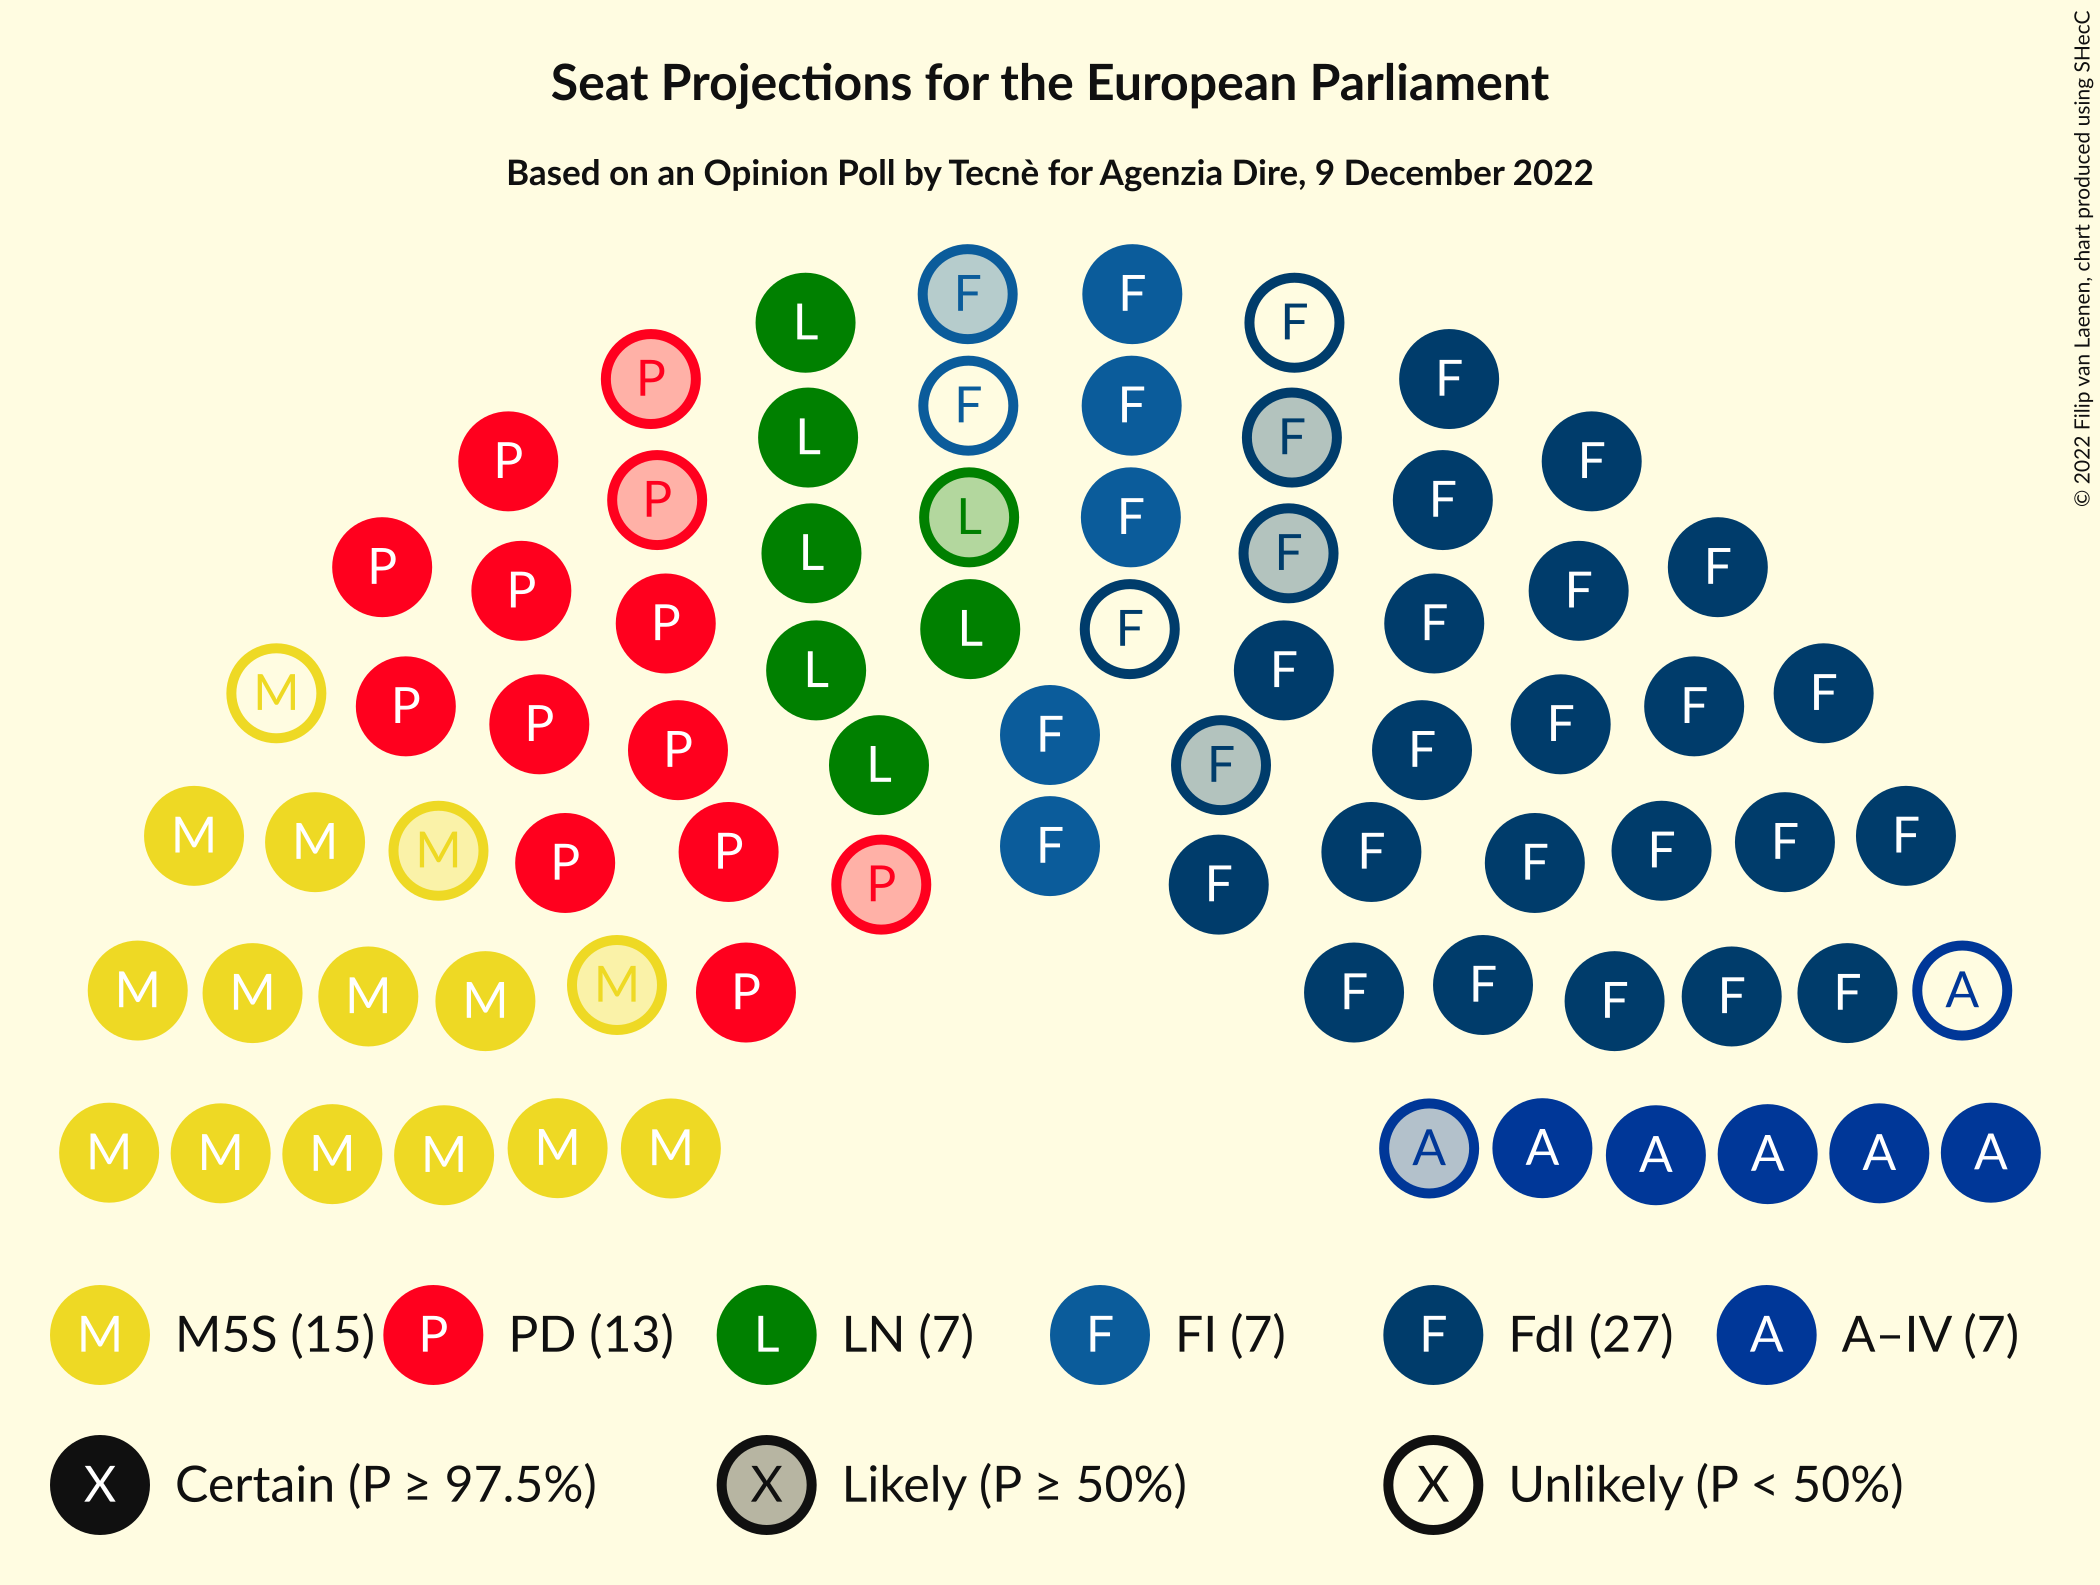 Seat Projections for the European Parliament
Based on an Opinion Poll by Tecnè for Agenzia Dire, 9 December 2022
© 2022 Filip van Laenen, chart produced using SHecC
F F
L F
P F
F F
L F
P F
P F
P F
L F
L F
P F
P F
P F
L F
M F
P F
L F
P F
F
P F
L F
M F
M F
F
M F
P F
P F
P F
M F
M F
M F
M F
M P F F
M A
M M M M M M A A A A A A
M M5S (15) P PD (13) L LN (7) F FI (7) F FdI (27) A A–IV (7)
X Certain (P ≥ 97.5%) X Likely (P ≥ 50%) X Unlikely (P < 50%)